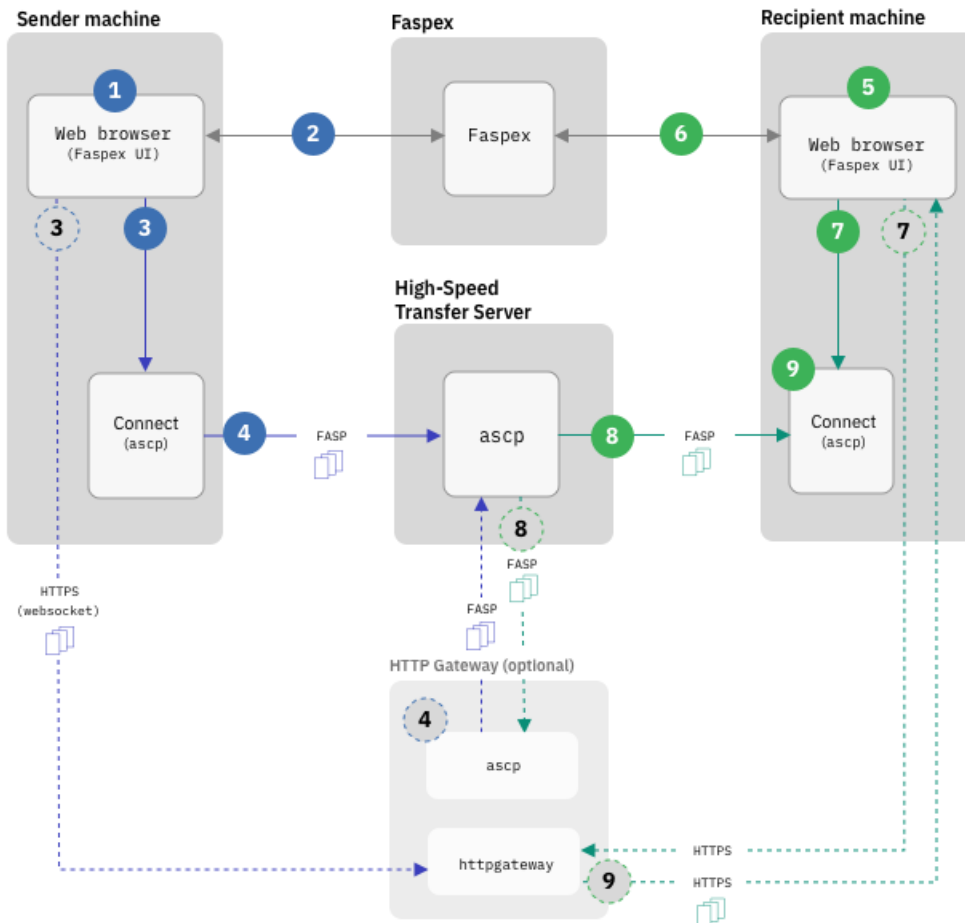 Sender machine
Faspex
Recipient machine
1
Web browser
(Faspex UI)
2
Faspex
6
5
Web browser
(Faspex UI)
3
3
7
7
High-Speed
Transfer Server
Connect
(ascp)
4
FASP
ascp
8
FASP
9
Connect
(ascp)
8
FASP
HTTPS
(websocket)
FASP
HTTP Gateway (optional)
4
ascp
httpgateway
HTTPS
9
HTTPS